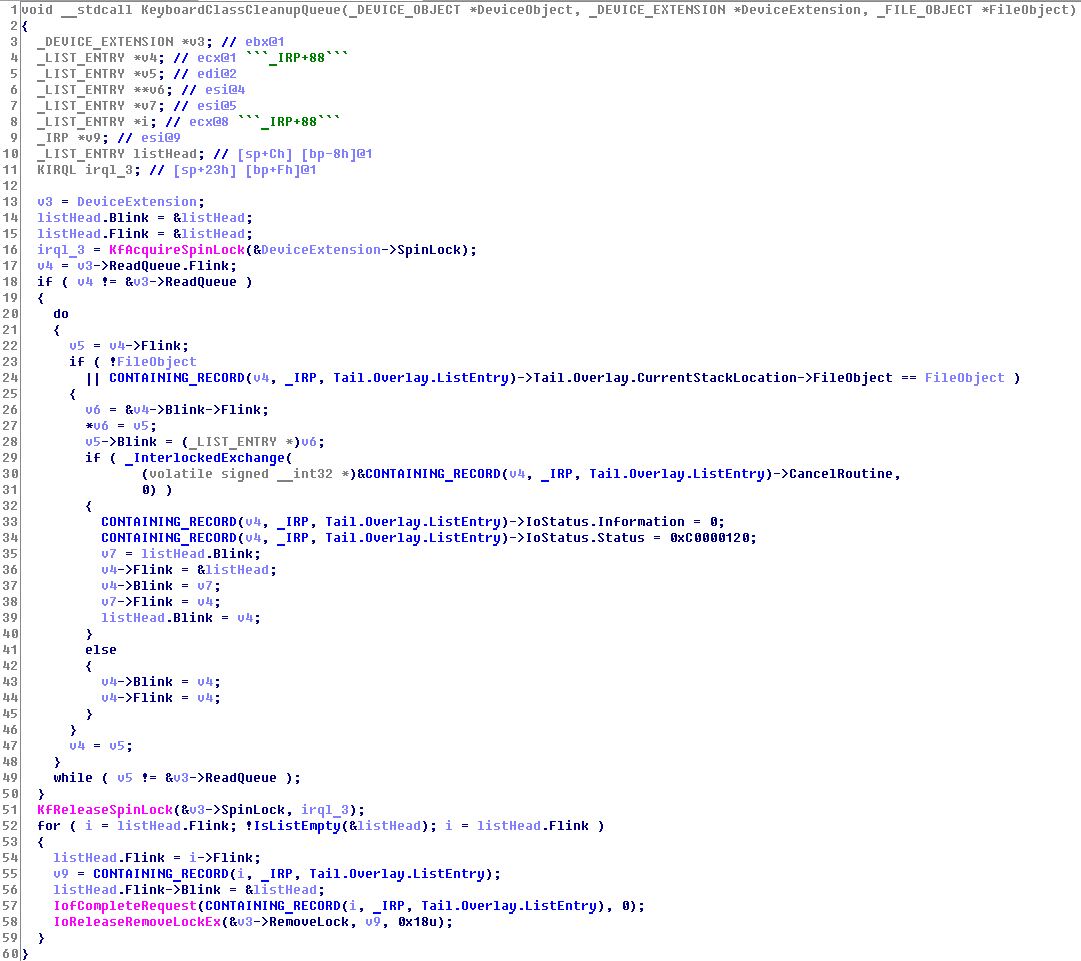 1 void __stdcall KeyboardClassCleanupQueue(_DEVICE_OBJECT *DeviceObject, _DEVICE_EXTENSION *DeviceExtension, _FILE_OBJECT *FileObject)
2 {
3   _DEVICE_EXTENSION *v3; // ebx@1
4   _LIST_ENTRY *v4; // ecx@1 ```_IRP+88```
5   _LIST_ENTRY *v5; // edi@2
6   _LIST_ENTRY **v6; // esi@4
7   _LIST_ENTRY *v7; // esi@5
8   _LIST_ENTRY *i; // ecx@8 ```_IRP+88```
9   _IRP *v9; // esi@9
10   _LIST_ENTRY listHead; // [sp+Ch] [bp-8h]@1
11   KIRQL irql_3; // [sp+23h] [bp+Fh]@1
12
13   v3 = DeviceExtension;
14   listHead.Blink = &listHead;
15   listHead.Flink = &listHead;
16   irql_3 = KfAcquireSpinLock(&DeviceExtension->SpinLock);
17   v4 = v3->ReadQueue.Flink;
18   if ( v4 != &v3->ReadQueue )
19   {
20     do
21     {
22       v5 = v4->Flink;
23       if ( !FileObject
24         || CONTAINING_RECORD(v4, _IRP, Tail.Overlay.ListEntry)->Tail.Overlay.CurrentStackLocation->FileObject == FileObject )
25       {
26         v6 = &v4->Blink->Flink;
27         *v6 = v5;
28         v5->Blink = (_LIST_ENTRY *)v6;
29         if ( _InterlockedExchange(
30                (volatile signed __int32 *)&CONTAINING_RECORD(v4, _IRP, Tail.Overlay.ListEntry)->CancelRoutine,
31                0) )
32         {
33           CONTAINING_RECORD(v4, _IRP, Tail.Overlay.ListEntry)->IoStatus.Information = 0;
34           CONTAINING_RECORD(v4, _IRP, Tail.Overlay.ListEntry)->IoStatus.Status = 0xC0000120;
35           v7 = listHead.Blink;
36           v4->Flink = &listHead;
37           v4->Blink = v7;
38           v7->Flink = v4;
39           listHead.Blink = v4;
40         }
41         else
42         {
43           v4->Blink = v4;
44           v4->Flink = v4;
45         }
46       }
47       v4 = v5;
48     }
49     while ( v5 != &v3->ReadQueue );
50   }
51   KfReleaseSpinLock(&v3->SpinLock, irql_3);
52   for ( i = listHead.Flink; !IsListEmpty(&listHead); i = listHead.Flink )
53   {
54     listHead.Flink = i->Flink;
55     v9 = CONTAINING_RECORD(i, _IRP, Tail.Overlay.ListEntry);
56     listHead.Flink->Blink = &listHead;
57     IofCompleteRequest(CONTAINING_RECORD(i, _IRP, Tail.Overlay.ListEntry), 0);
58     IoReleaseRemoveLockEx(&v3->RemoveLock, v9, 0x18u);
59   }
60 }